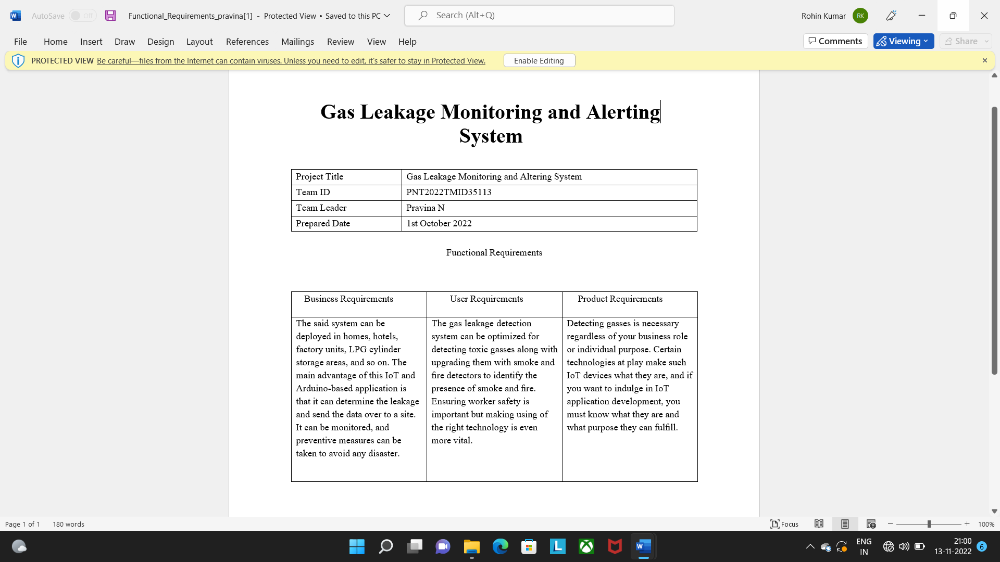 AutoSave Off Functional_Requirements_pravina[1] - Protected View • Saved to this PC Search (Alt+Q) Rohin Kumar RK
File Home Insert Draw Design Layout References Mailings Review View Help Comments Viewing Share
PROTECTED VIEW Be careful—files from the Internet can contain viruses. Unless you need to edit, it's safer to stay in Protected View. Enable Editing
Gas Leakage Monitoring and Alerting
System
Project Title Gas Leakage Monitoring and Altering System
Team ID PNT2022TMID35113
Team Leader Pravina N
Prepared Date 1st October 2022
Functional Requirements
Business Requirements
The said system can be
deployed in homes, hotels,
factory units, LPG cylinder
storage areas, and so on. The
main advantage of this IoT and
Arduino-based application is
that it can determine the leakage
and send the data over to a site.
It can be monitored, and
preventive measures can be
taken to avoid any disaster.
User Requirements
The gas leakage detection
system can be optimized for
detecting toxic gasses along with
upgrading them with smoke and
fire detectors to identify the
presence of smoke and fire.
Ensuring worker safety is
important but making using of
the right technology is even
more vital.
Product Requirements
Detecting gasses is necessary
regardless of your business role
or individual purpose. Certain
technologies at play make such
IoT devices what they are, and if
you want to indulge in IoT
application development, you
must know what they are and
what purpose they can fulfill.
Page 1 of 1 180 words Focus 100%
ENG 21:00
IN 13-11-2022 6